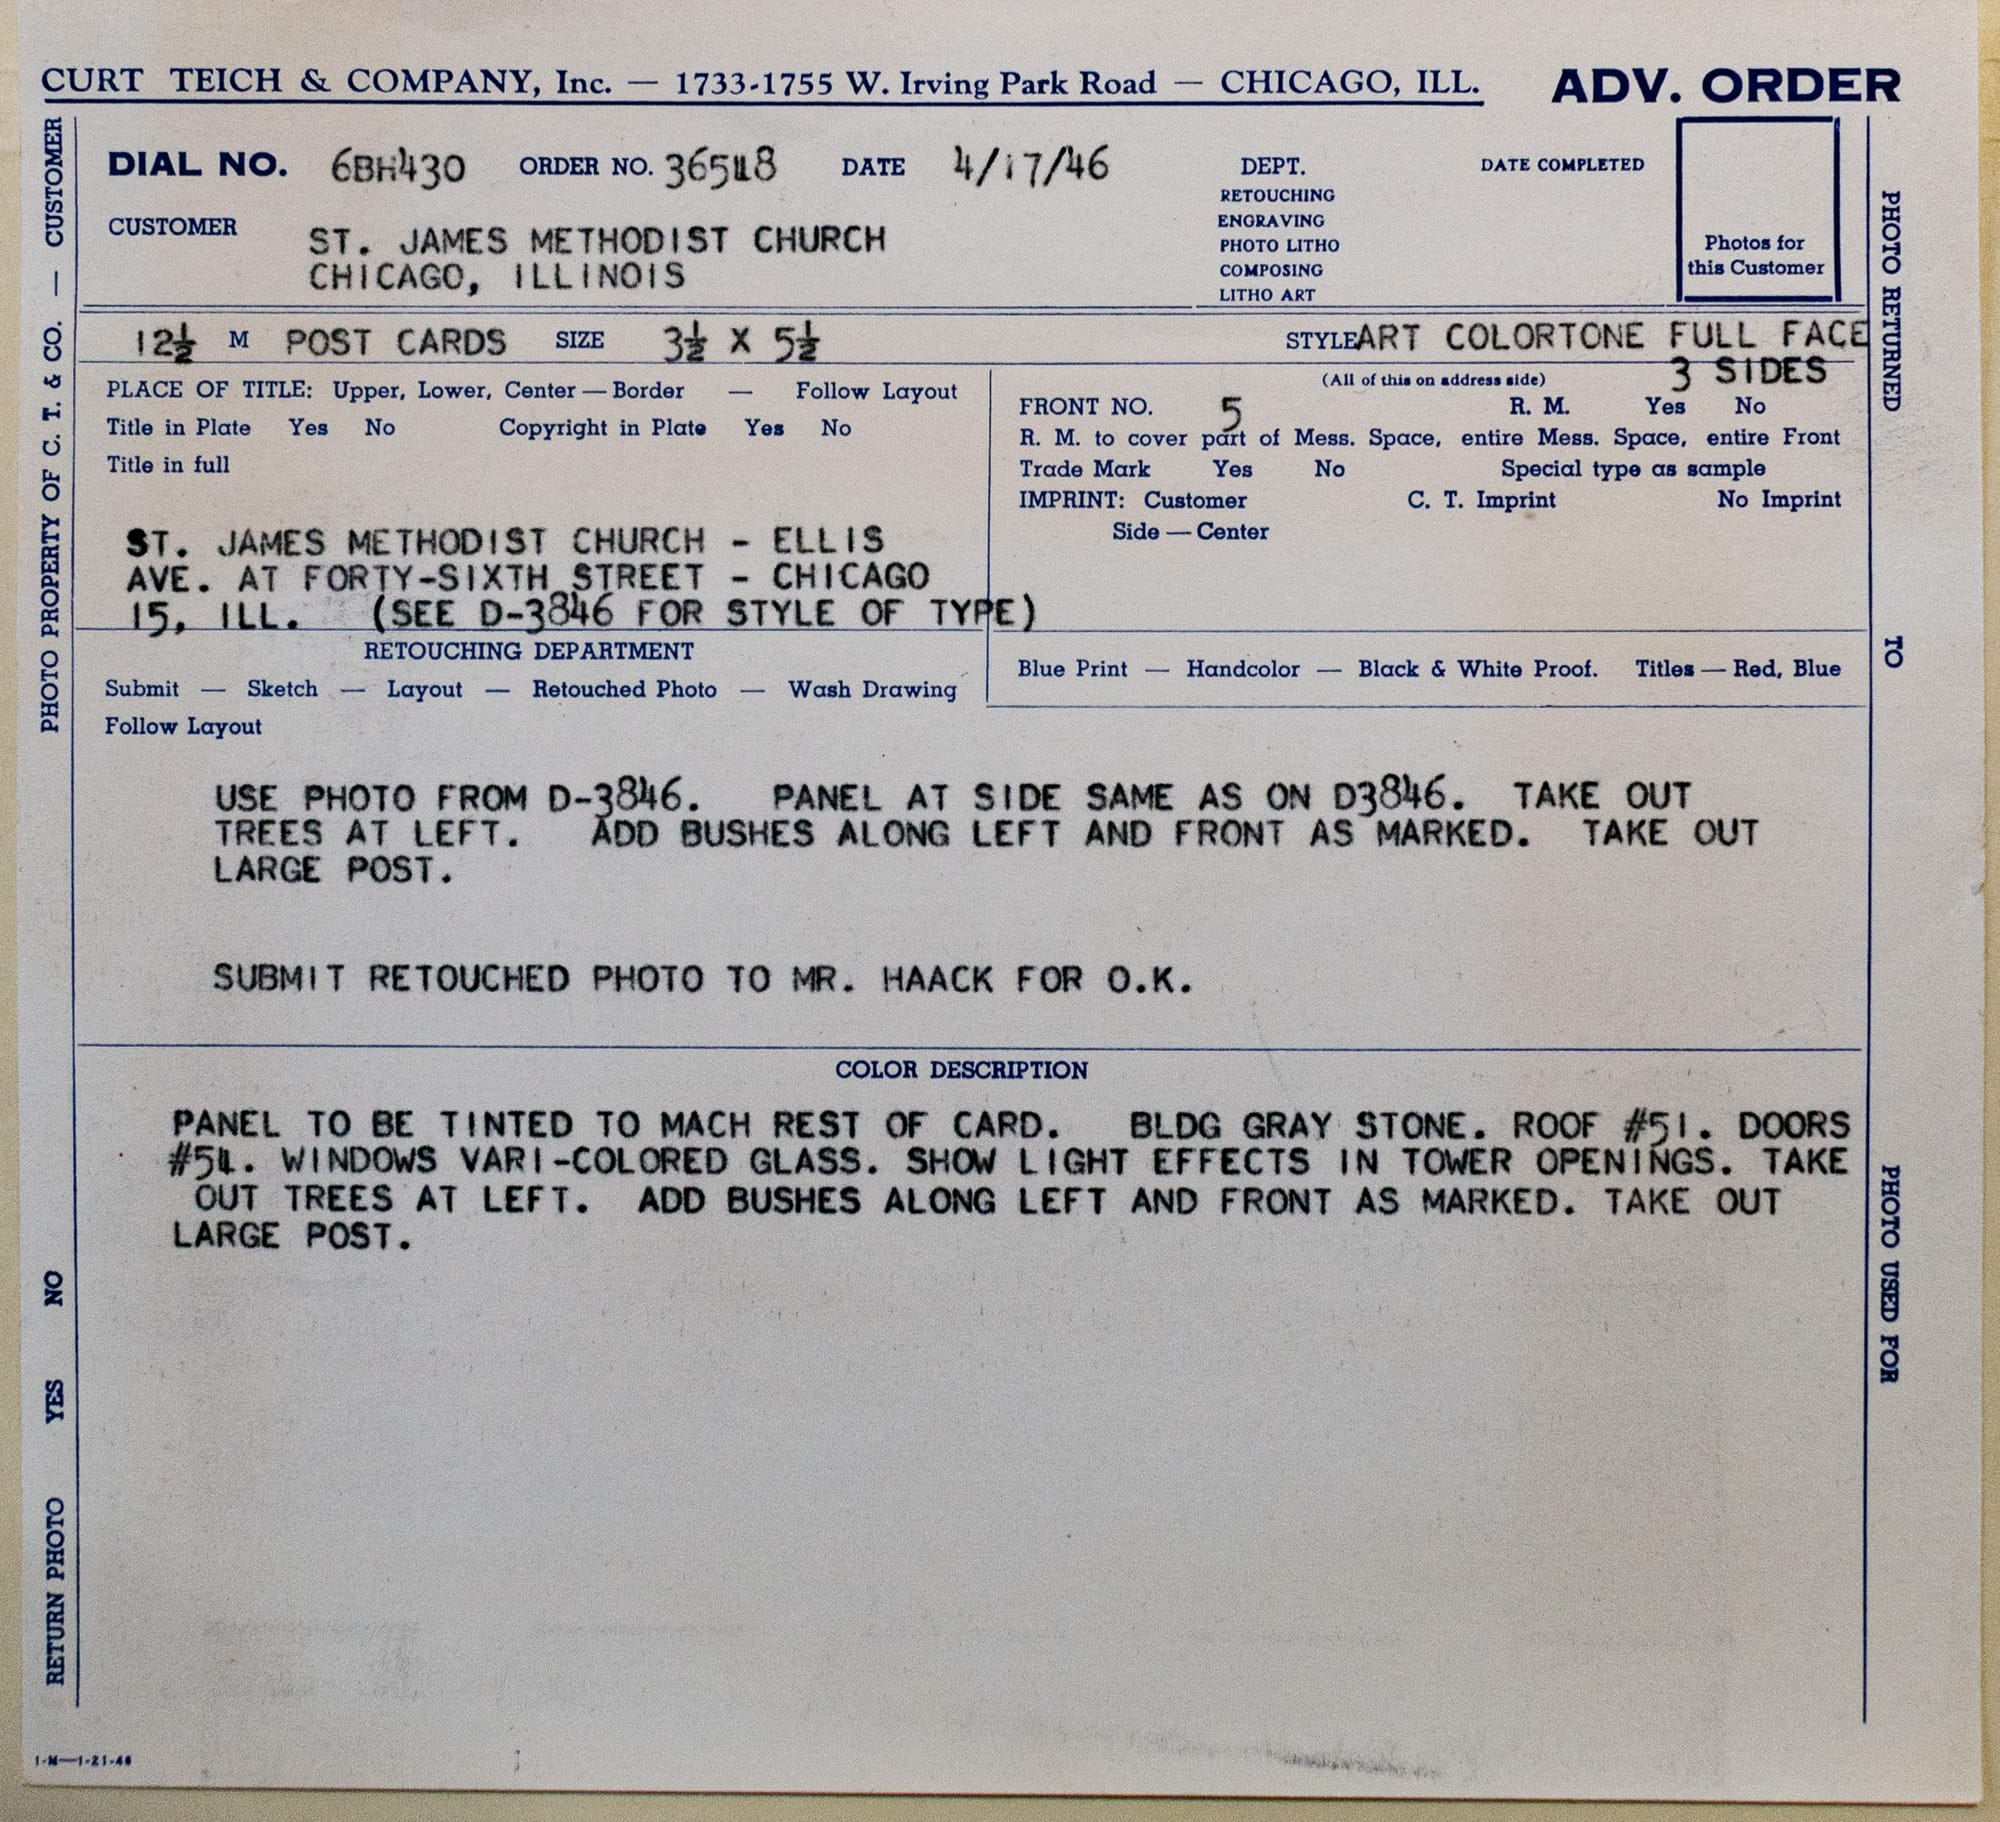 CURT TEICH & COMPANY, Inc. — 1733-1755 W. Irving Park Road — CHICAGO, ILL. ADV. ORDER
DIAL NO. 6BH430 ORDER NO. 36548 DATE 4/17/46 DEPT. DATE COMPLETED
RETOUCHING
ENGRAVING
PHOTO LITHO
COMPOSING
LITHO ART
Photos for
this Customer
CUSTOMER
ST. JAMES METHODIST CHURCH
CHICAGO, ILLINOIS
12½ M POST CARDS SIZE 3½ X 5½ STYLE ART COLORTONE FULL FACE
3 SIDES
PLACE OF TITLE: Upper, Lower, Center — Border — Follow Layout
Title in Plate Yes No Copyright in Plate Yes No
Title in full
ST. JAMES METHODIST CHURCH - ELLIS
AVE. AT FORTY-SIXTH STREET - CHICAGO
15, ILL. (SEE D-3846 FOR STYLE OF TYPE)
(All of this on address side)
FRONT NO. 5 R. M. Yes No
R. M. to cover part of Mess. Space, entire Mess. Space, entire Front
Trade Mark Yes No Special type as sample
IMPRINT: Customer C. T. Imprint No Imprint
Side — Center
Blue Print — Handcolor — Black & White Proof. Titles — Red, Blue
RETOUCHING DEPARTMENT
Submit — Sketch — Layout — Retouched Photo — Wash Drawing
Follow Layout
USE PHOTO FROM D-3846. PANEL AT SIDE SAME AS ON D3846. TAKE OUT
TREES AT LEFT. ADD BUSHES ALONG LEFT AND FRONT AS MARKED. TAKE OUT
LARGE POST.
SUBMIT RETOUCHED PHOTO TO MR. HAACK FOR O.K.
COLOR DESCRIPTION
PANEL TO BE TINTED TO MACH REST OF CARD. BLDG GRAY STONE. ROOF #51. DOORS
#54. WINDOWS VARI-COLORED GLASS. SHOW LIGHT EFFECTS IN TOWER OPENINGS. TAKE
OUT TREES AT LEFT. ADD BUSHES ALONG LEFT AND FRONT AS MARKED. TAKE OUT
LARGE POST.
RETURN PHOTO YES NO PHOTO PROPERTY OF C. T. & CO. — CUSTOMER
PHOTO RETURNED TO PHOTO USED FOR
1-M—1-21-46